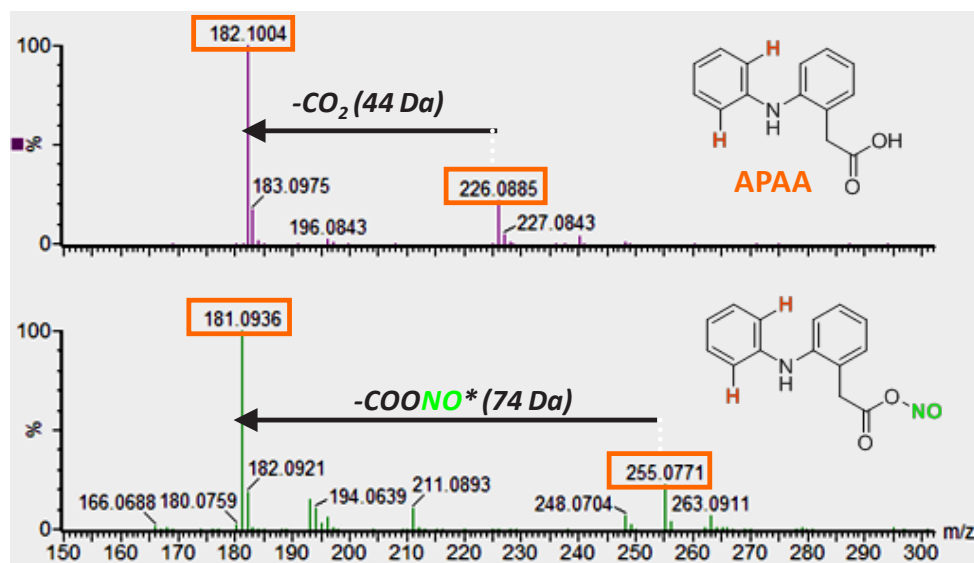 182.1004
100
-CO2 (44 Da)
%
183.0975
196.0843
226.0885
227.0843
0
H
H
N
H
OH
O
APAA
181.0936
100
-COONO* (74 Da)
%
166.0688
180.0759
182.0921
194.0639
211.0893
248.0704
255.0771
263.0911
0
H
H
N
H
O
NO
O
150 160 170 180 190 200 210 220 230 240 250 260 270 280 290 300 m/z